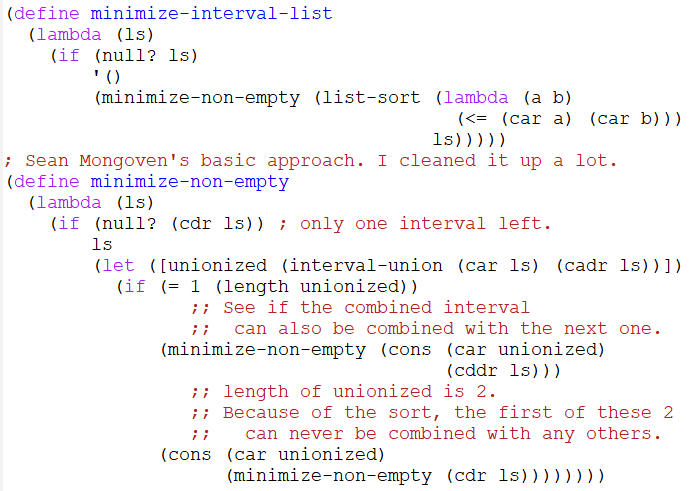 (define minimize-interval-list
  (lambda (ls)
    (if (null? ls)
        '()
        (minimize-non-empty (list-sort (lambda (a b)
                                         (<= (car a) (car b)))
                                       ls)))))
; Sean Mongoven's basic approach. I cleaned it up a lot.
(define minimize-non-empty
  (lambda (ls)
    (if (null? (cdr ls)) ; only one interval left.
        ls
        (let ([unionized (interval-union (car ls) (cadr ls))])
          (if (= 1 (length unionized))
                 ;; See if the combined interval
                 ;;  can also be combined with the next one.
              (minimize-non-empty (cons (car unionized)
                                        (cddr ls)))
                 ;; length of unionized is 2.
                 ;; Because of the sort, the first of these 2
                 ;;   can never be combined with any others.
              (cons (car unionized)
                    (minimize-non-empty (cdr ls))))))))